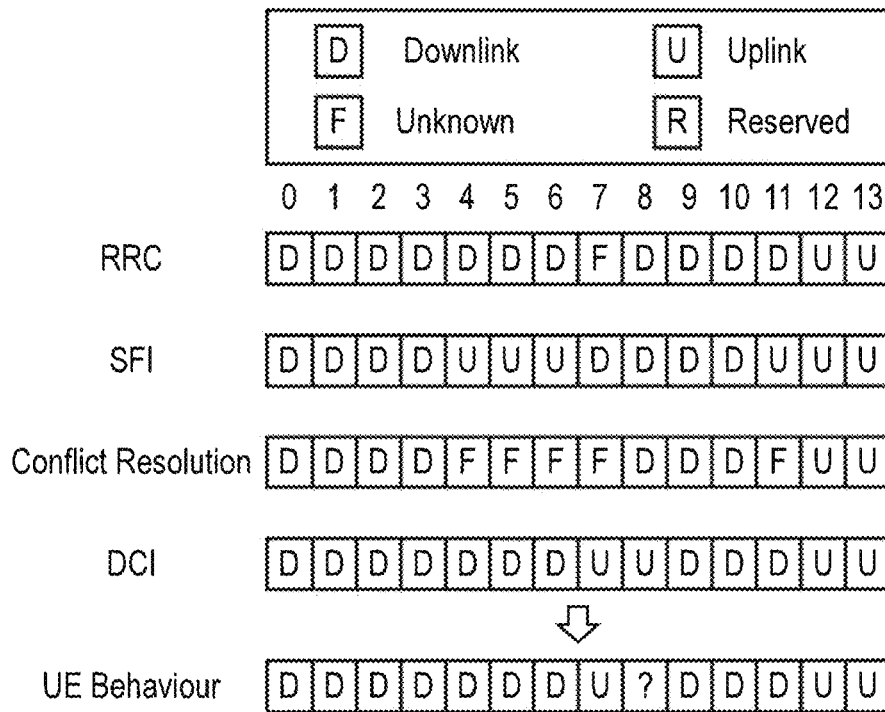 D Downlink U Uplink
F Unknown R Reserved
0 1 2 3 4 5 6 7 8 9 10 11 12 13
RRC D D D D D D D F D D D D U U
SFI D D D D U U U D D D D U U U
Conflict Resolution D D D D F F F F D D D F U U
DCI D D D D D D D U U D D D U U
UE Behaviour D D D D D D D U ? D D D U U